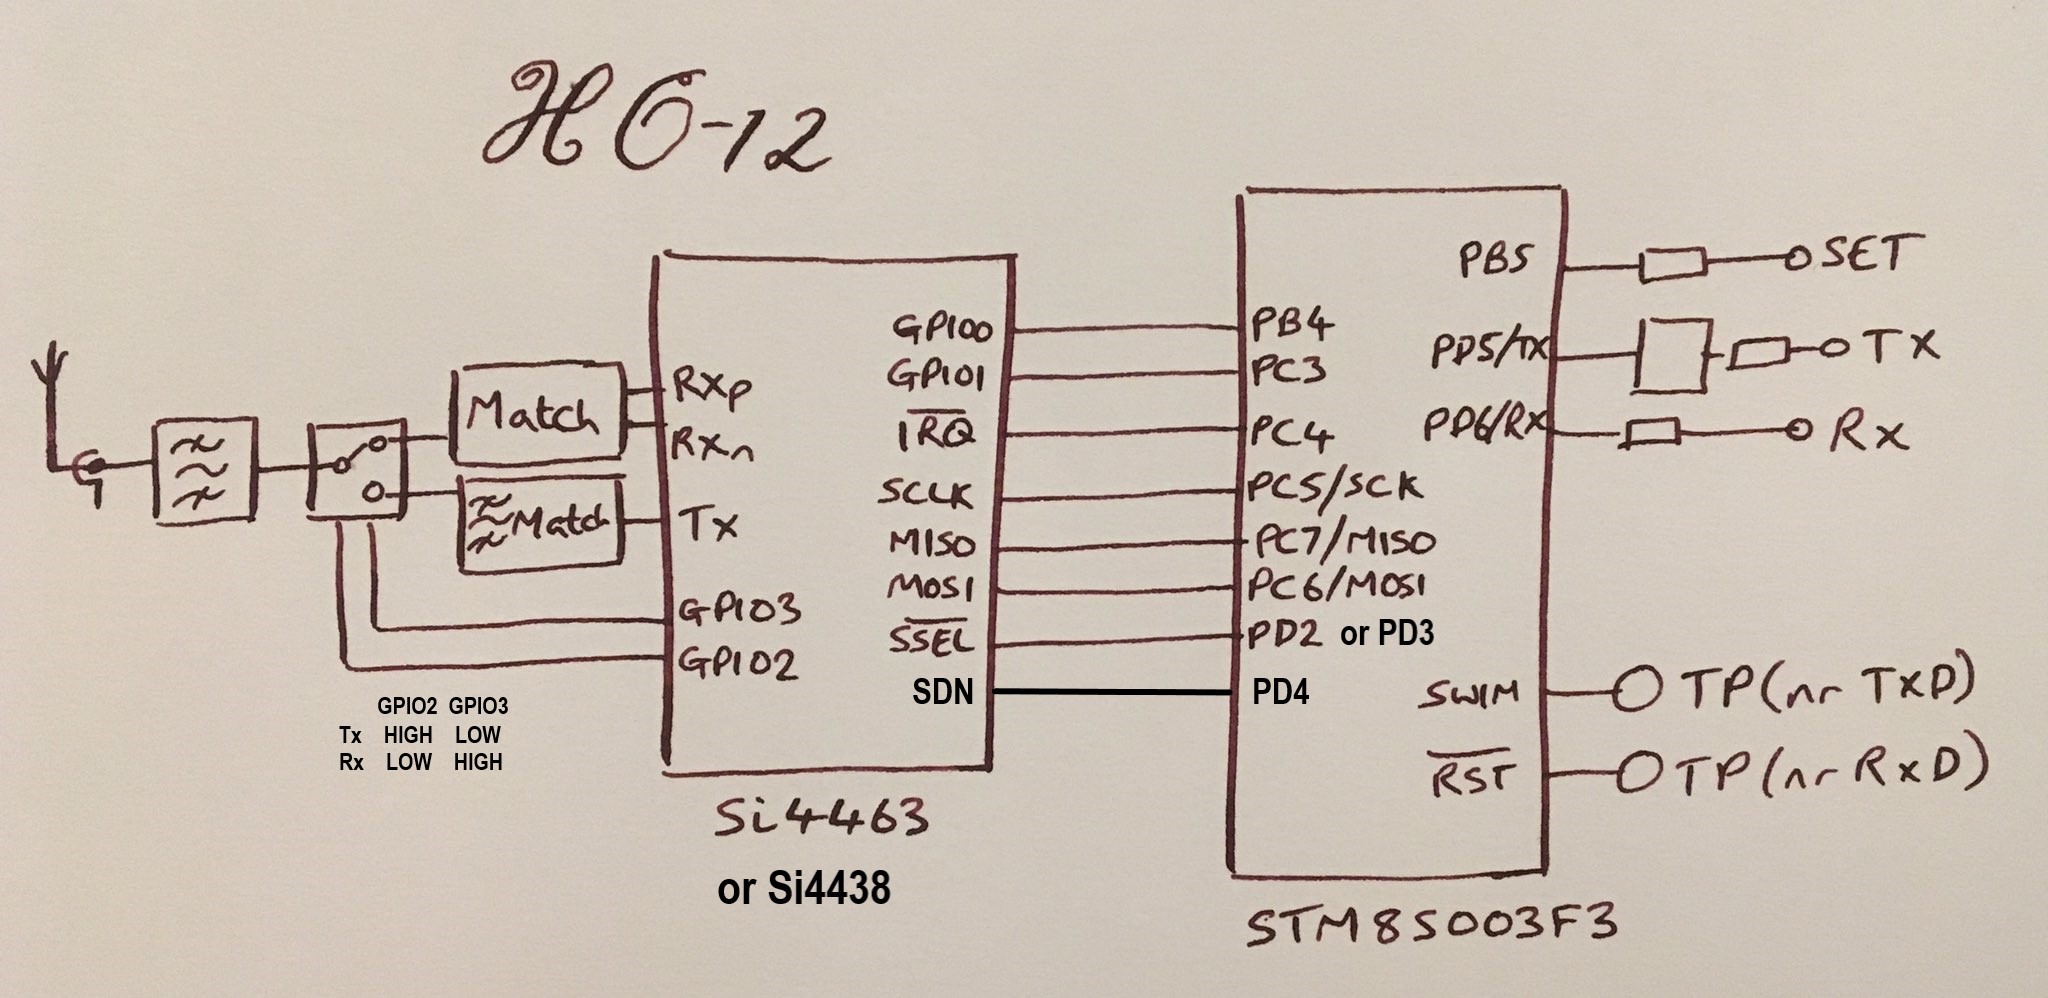 HC-12
Match
RXp
RXn
Match
Tx
GPIO3
GPIO2
GPIO2 GPIO3
Tx HIGH LOW
Rx LOW HIGH
GPIO0
GPIO1
IRQ
SCLK
MISO
MOSI
SSEL
SDN
Si4463
or Si4438
PB4
PC3
PC4
PC5/SCK
PC7/MISO
PC6/MOSI
PD2 or PD3
PD4
PB5 SET
PD5/TX Tx
PD6/RX Rx
SWIM TP(nr TXD)
RST TP(nr RxD)
STM8S003F3